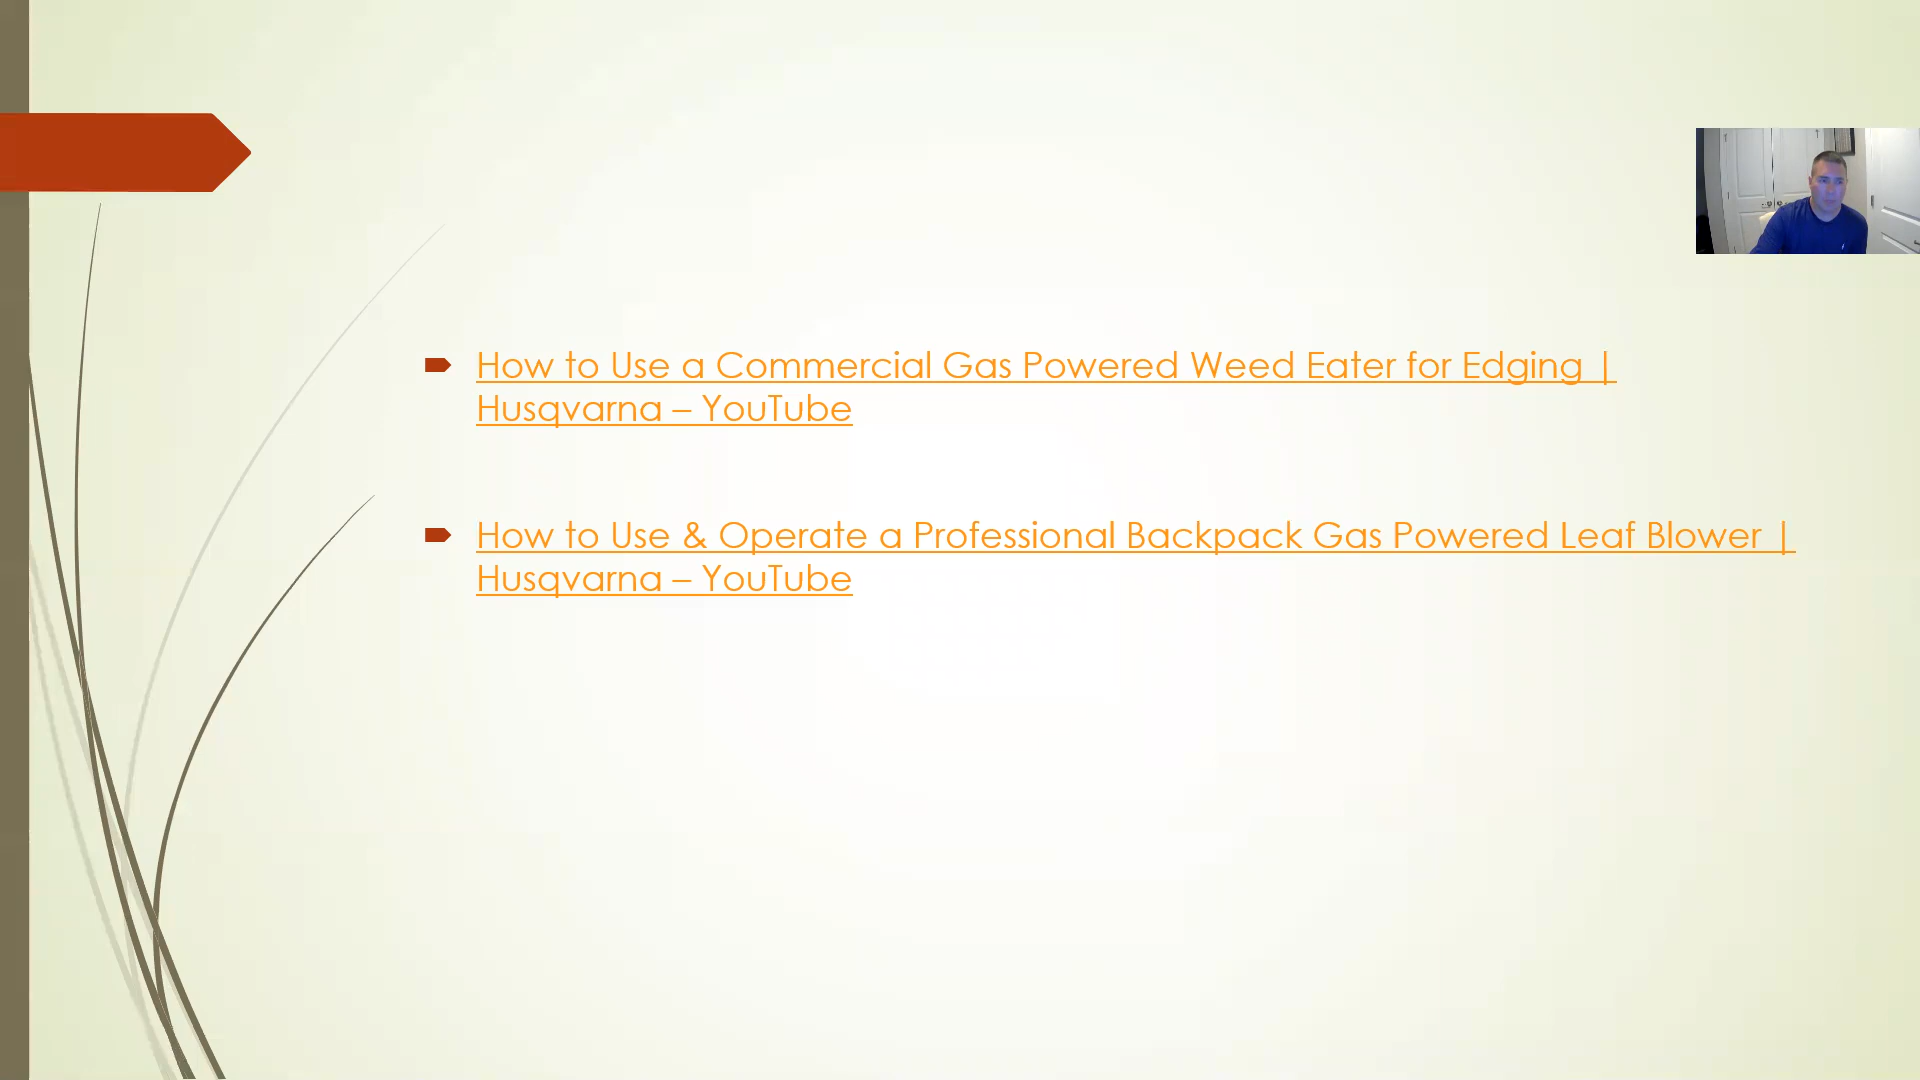 How to Use a Commercial Gas Powered Weed Eater for Edging |
Husqvarna – YouTube
How to Use & Operate a Professional Backpack Gas Powered Leaf Blower |
Husqvarna – YouTube